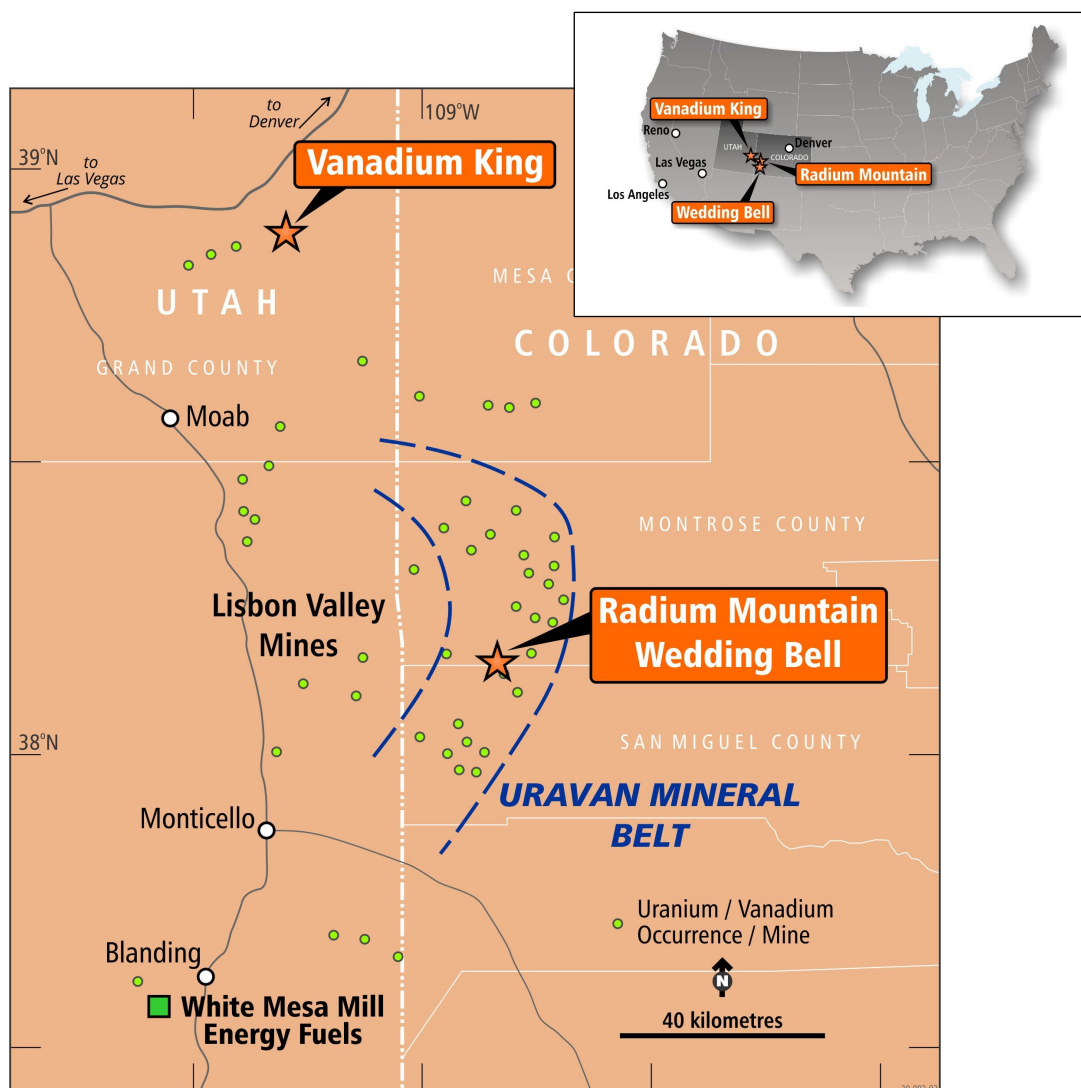 Vanadium King
Reno
UTAH
Denver
COLORADO
Las Vegas
Radium Mountain
Los Angeles
Wedding Bell
to
Denver
109°W
39°N
to
Las Vegas
Vanadium King
MESA C
UTAH
COLORADO
GRAND COUNTY
Moab
MONTROSE COUNTY
Lisbon Valley
Mines
Radium Mountain
Wedding Bell
38°N
SAN MIGUEL COUNTY
URAVAN MINERAL
BELT
Monticello
Uranium / Vanadium
Occurrence / Mine
Blanding
N
White Mesa Mill
Energy Fuels
40 kilometres